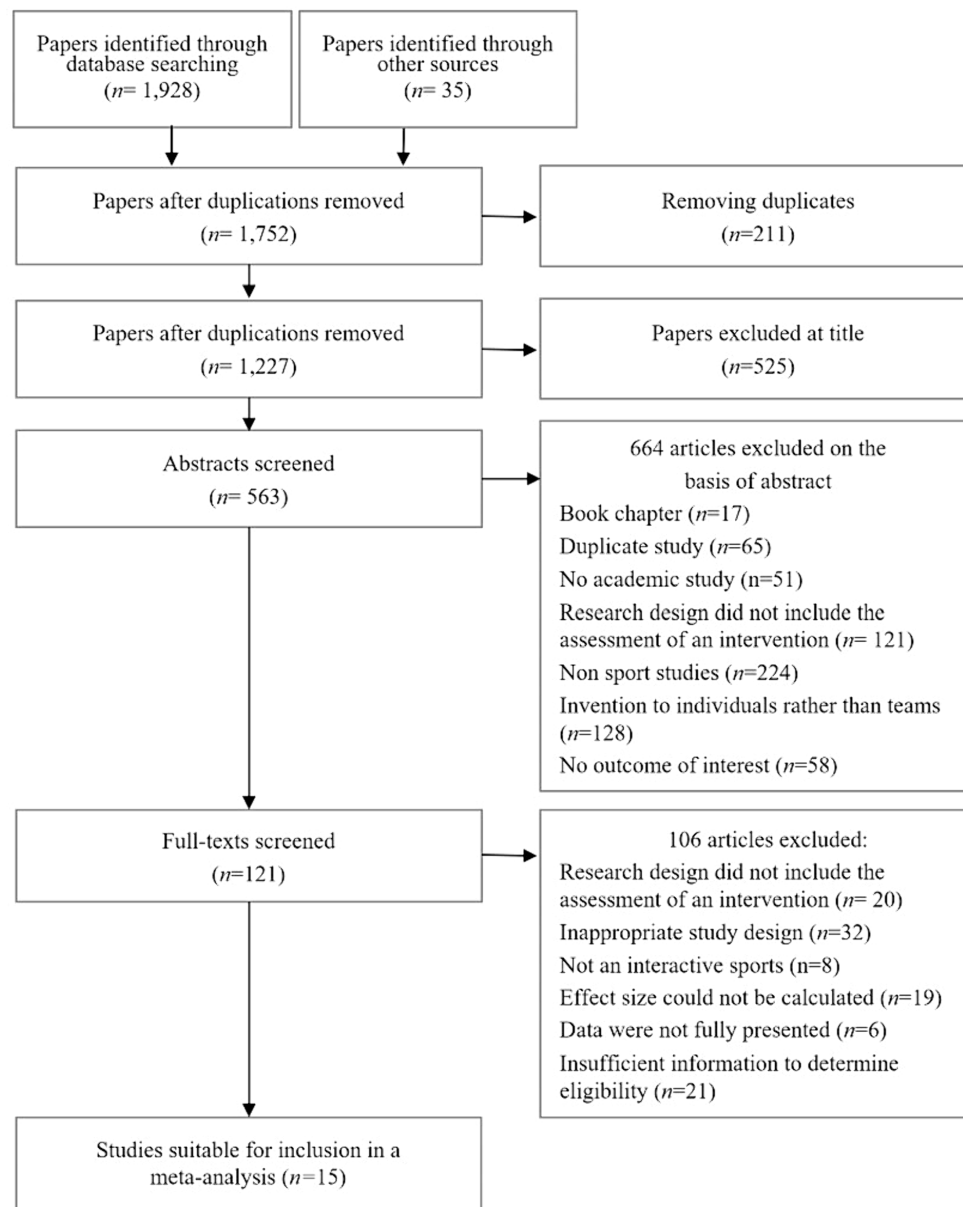 Papers identified through
database searching
(n= 1,928)
Papers identified through
other sources
(n= 35)
Papers after duplications removed
(n= 1,752)
Removing duplicates
(n=211)
Papers after duplications removed
(n= 1,227)
Papers excluded at title
(n=525)
Abstracts screened
(n= 563)
664 articles excluded on the
basis of abstract
Book chapter (n=17)
Duplicate study (n=65)
No academic study (n=51)
Research design did not include the
assessment of an intervention (n= 121)
Non sport studies (n=224)
Invention to individuals rather than teams
(n=128)
No outcome of interest (n=58)
Full-texts screened
(n=121)
106 articles excluded:
Research design did not include the
assessment of an intervention (n= 20)
Inappropriate study design (n=32)
Not an interactive sports (n=8)
Effect size could not be calculated (n=19)
Data were not fully presented (n=6)
Insufficient information to determine
eligibility (n=21)
Studies suitable for inclusion in a
meta-analysis (n=15)